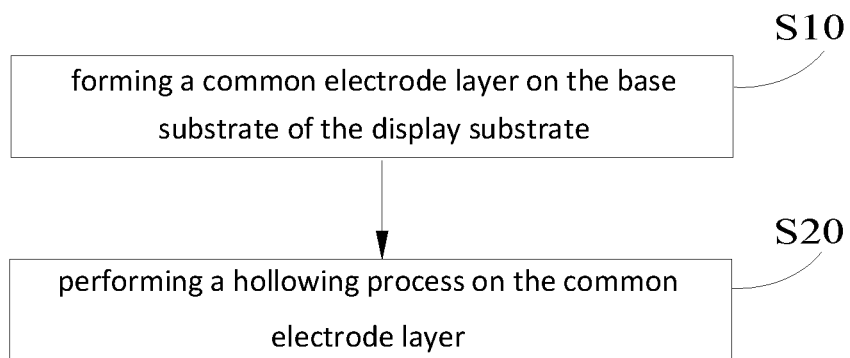 S10
forming a common electrode layer on the base
substrate of the display substrate
S20
performing a hollowing process on the common
electrode layer